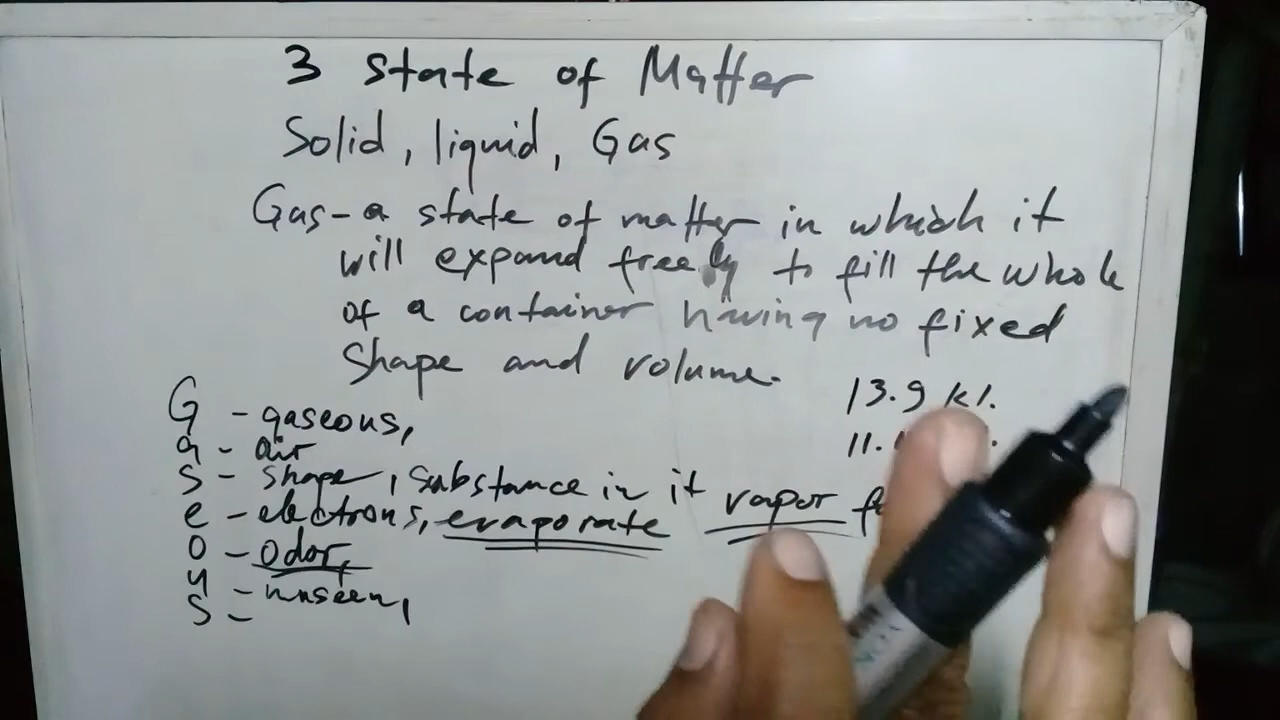 3 State of Matter
Solid, liquid, Gas
Gas - a state of matter in which it
will expand freely to fill the whole
of a container having no fixed
Shape and volume.
13.9 kl.
11.
G - gaseous,
a - air
S - shape, substance in it vapor
e - electrons, evaporate
O - odor,
u - unseen,
S -